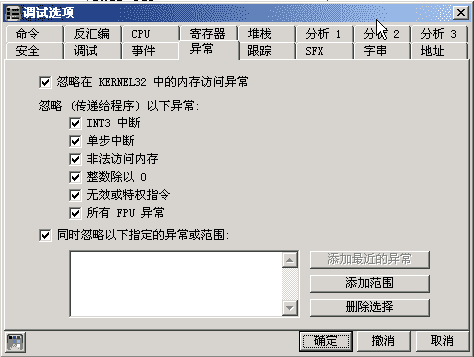 调试选项
命令 反汇编 CPU 寄存器 堆栈 分析 1 分析 2 分析 3
安全 调试 事件 异常 跟踪 SFX 字串 地址
忽略在 KERNEL32 中的内存访问异常
忽略 (传递给程序) 以下异常:
INT3 中断
单步中断
非法访问内存
整数除以 0
无效或特权指令
所有 FPU 异常
同时忽略以下指定的异常或范围:
添加最近的异常
添加范围
删除选择
确定 撤消 取消